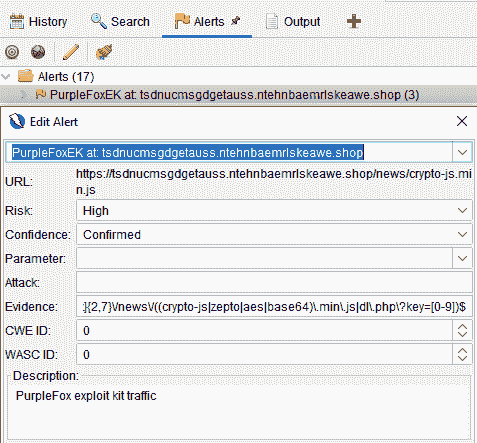 History Search Alerts Output
Alerts (17)
PurpleFoxEK at: tsdnucmsgdgetauss.ntehnbaemrlskeawe.shop (3)
Edit Alert
PurpleFoxEK at: tsdnucmsgdgetauss.ntehnbaemrlskeawe.shop
URL: https://tsdnucmsgdgetauss.ntehnbaemrlskeawe.shop/news/crypto-js.mi
n.js
Risk: High
Confidence: Confirmed
Parameter:
Attack:
Evidence: :]{2,7}\/news\/((crypto-js|zepto|aes|base64)\.min\.js|dl\.php\?key=[0-9])$
CWE ID: 0
WASC ID: 0
Description:
PurpleFox exploit kit traffic